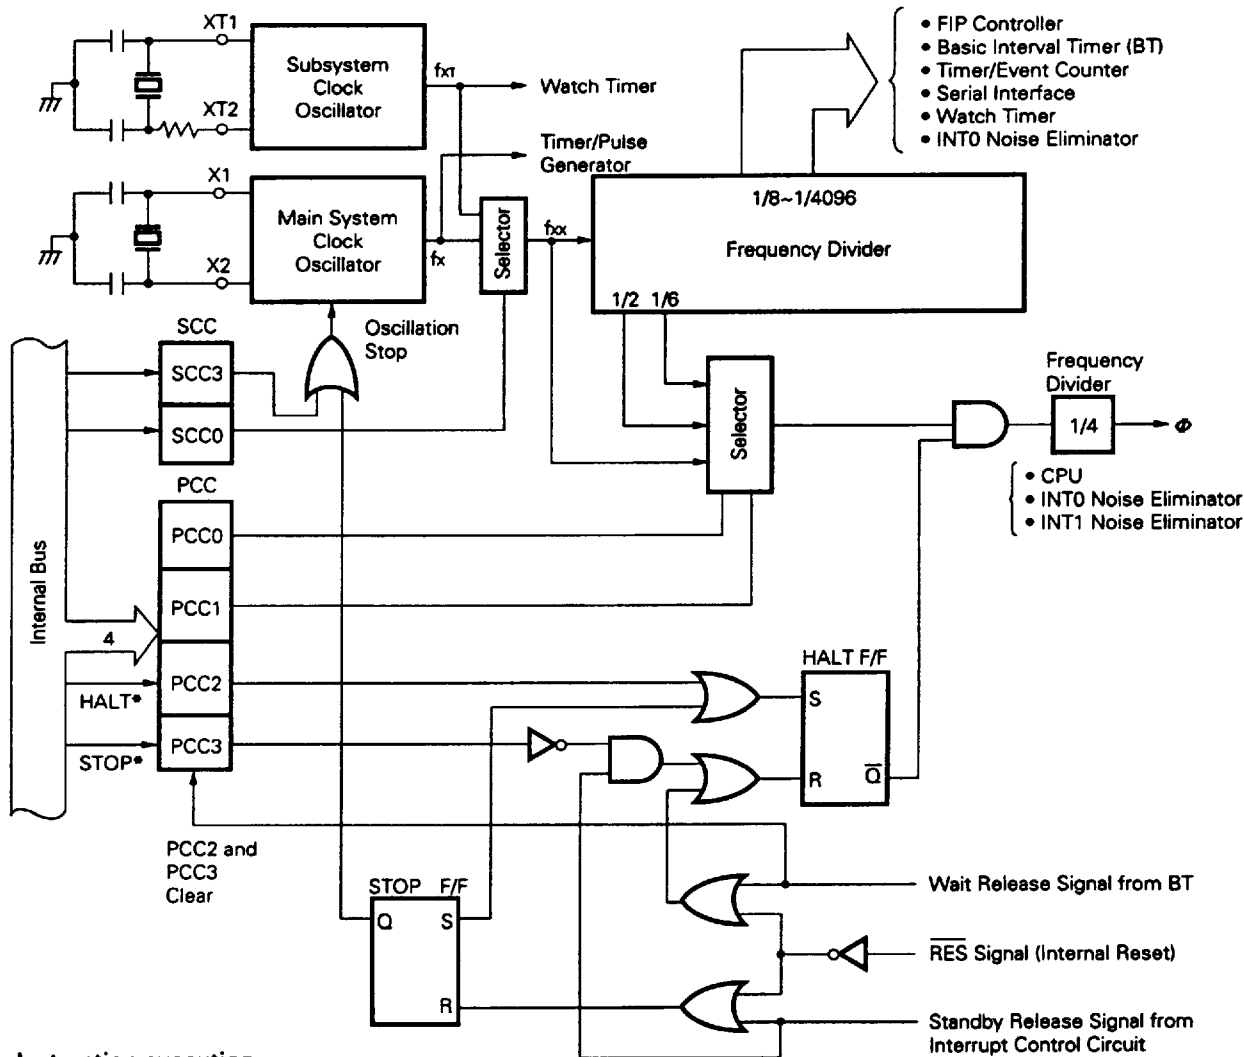 XT1
Subsystem
Clock
Oscillator
XT2
fXT
Watch Timer
Timer/Pulse
Generator
• FIP Controller
• Basic Interval Timer (BT)
• Timer/Event Counter
• Serial Interface
• Watch Timer
• INT0 Noise Eliminator
X1
Main System
Clock
Oscillator
X2
fX
Selector
fXX
1/8~1/4096
Frequency Divider
1/2 1/6
Oscillation
Stop
SCC
SCC3
SCC0
PCC
PCC0
PCC1
PCC2
PCC3
Internal Bus
4
HALT*
STOP*
PCC2 and
PCC3
Clear
Selector
Frequency
Divider
1/4
Φ
• CPU
• INT0 Noise Eliminator
• INT1 Noise Eliminator
HALT F/F
S
R
Q̅
STOP F/F
Q
S
R
Wait Release Signal from BT
R̅E̅S̅ Signal (Internal Reset)
Standby Release Signal from
Interrupt Control Circuit